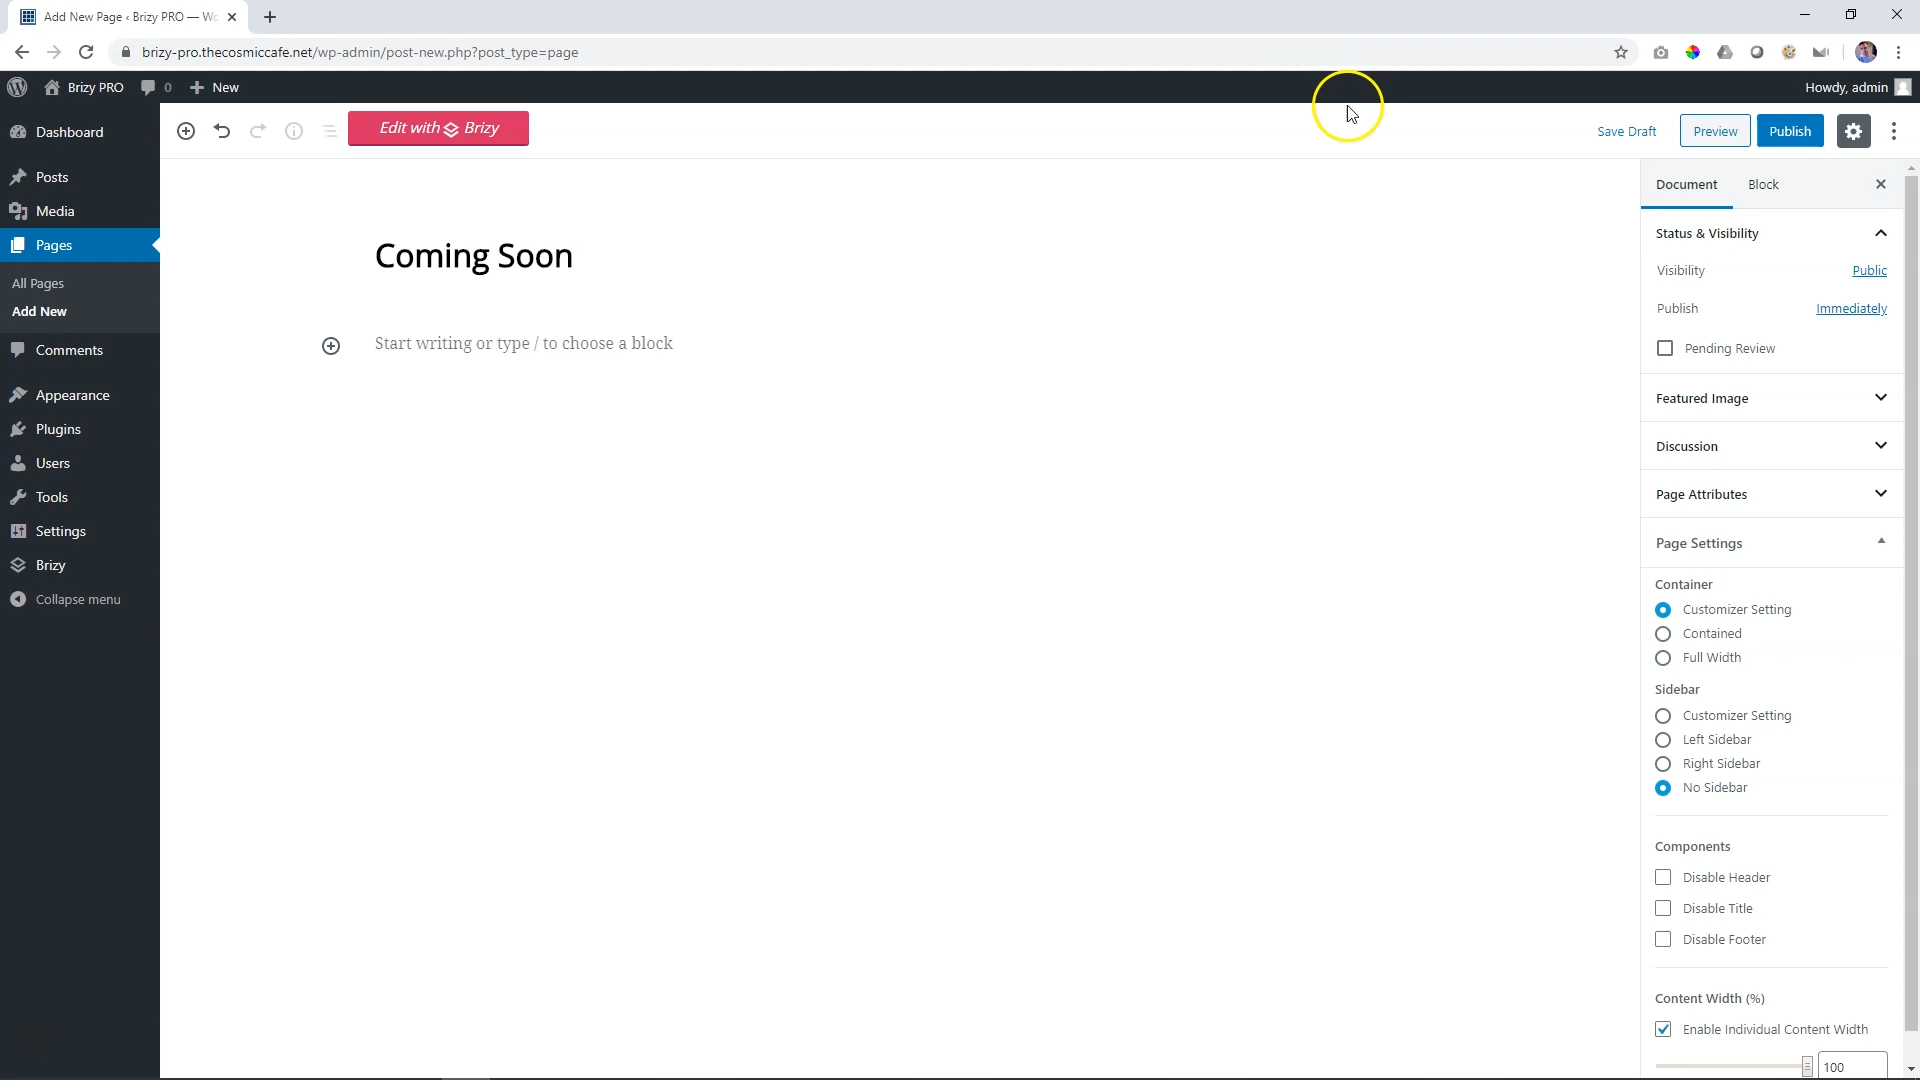 Add New Page ‹ Brizy PRO — Wo
brizy-pro.thecosmiccafe.net/wp-admin/post-new.php?post_type=page
Brizy PRO
0
New
Howdy, admin
Dashboard
Posts
Media
Pages
All Pages
Add New
Comments
Appearance
Plugins
Users
Tools
Settings
Brizy
Collapse menu
Edit with Brizy
Save Draft
Preview
Publish
Coming Soon
Start writing or type / to choose a block
Document
Block
Status & Visibility
Visibility
Public
Publish
Immediately
Pending Review
Featured Image
Discussion
Page Attributes
Page Settings
Container
Customizer Setting
Contained
Full Width
Sidebar
Customizer Setting
Left Sidebar
Right Sidebar
No Sidebar
Components
Disable Header
Disable Title
Disable Footer
Content Width (%)
Enable Individual Content Width
100